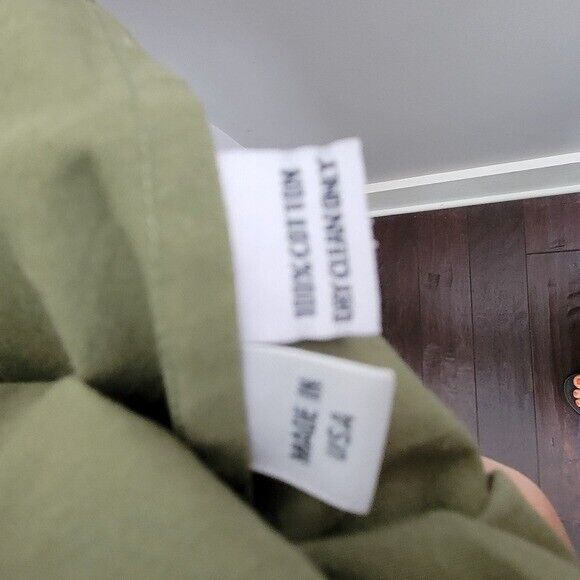 100% COTTON
DRY CLEAN ONLY
MADE IN
USA